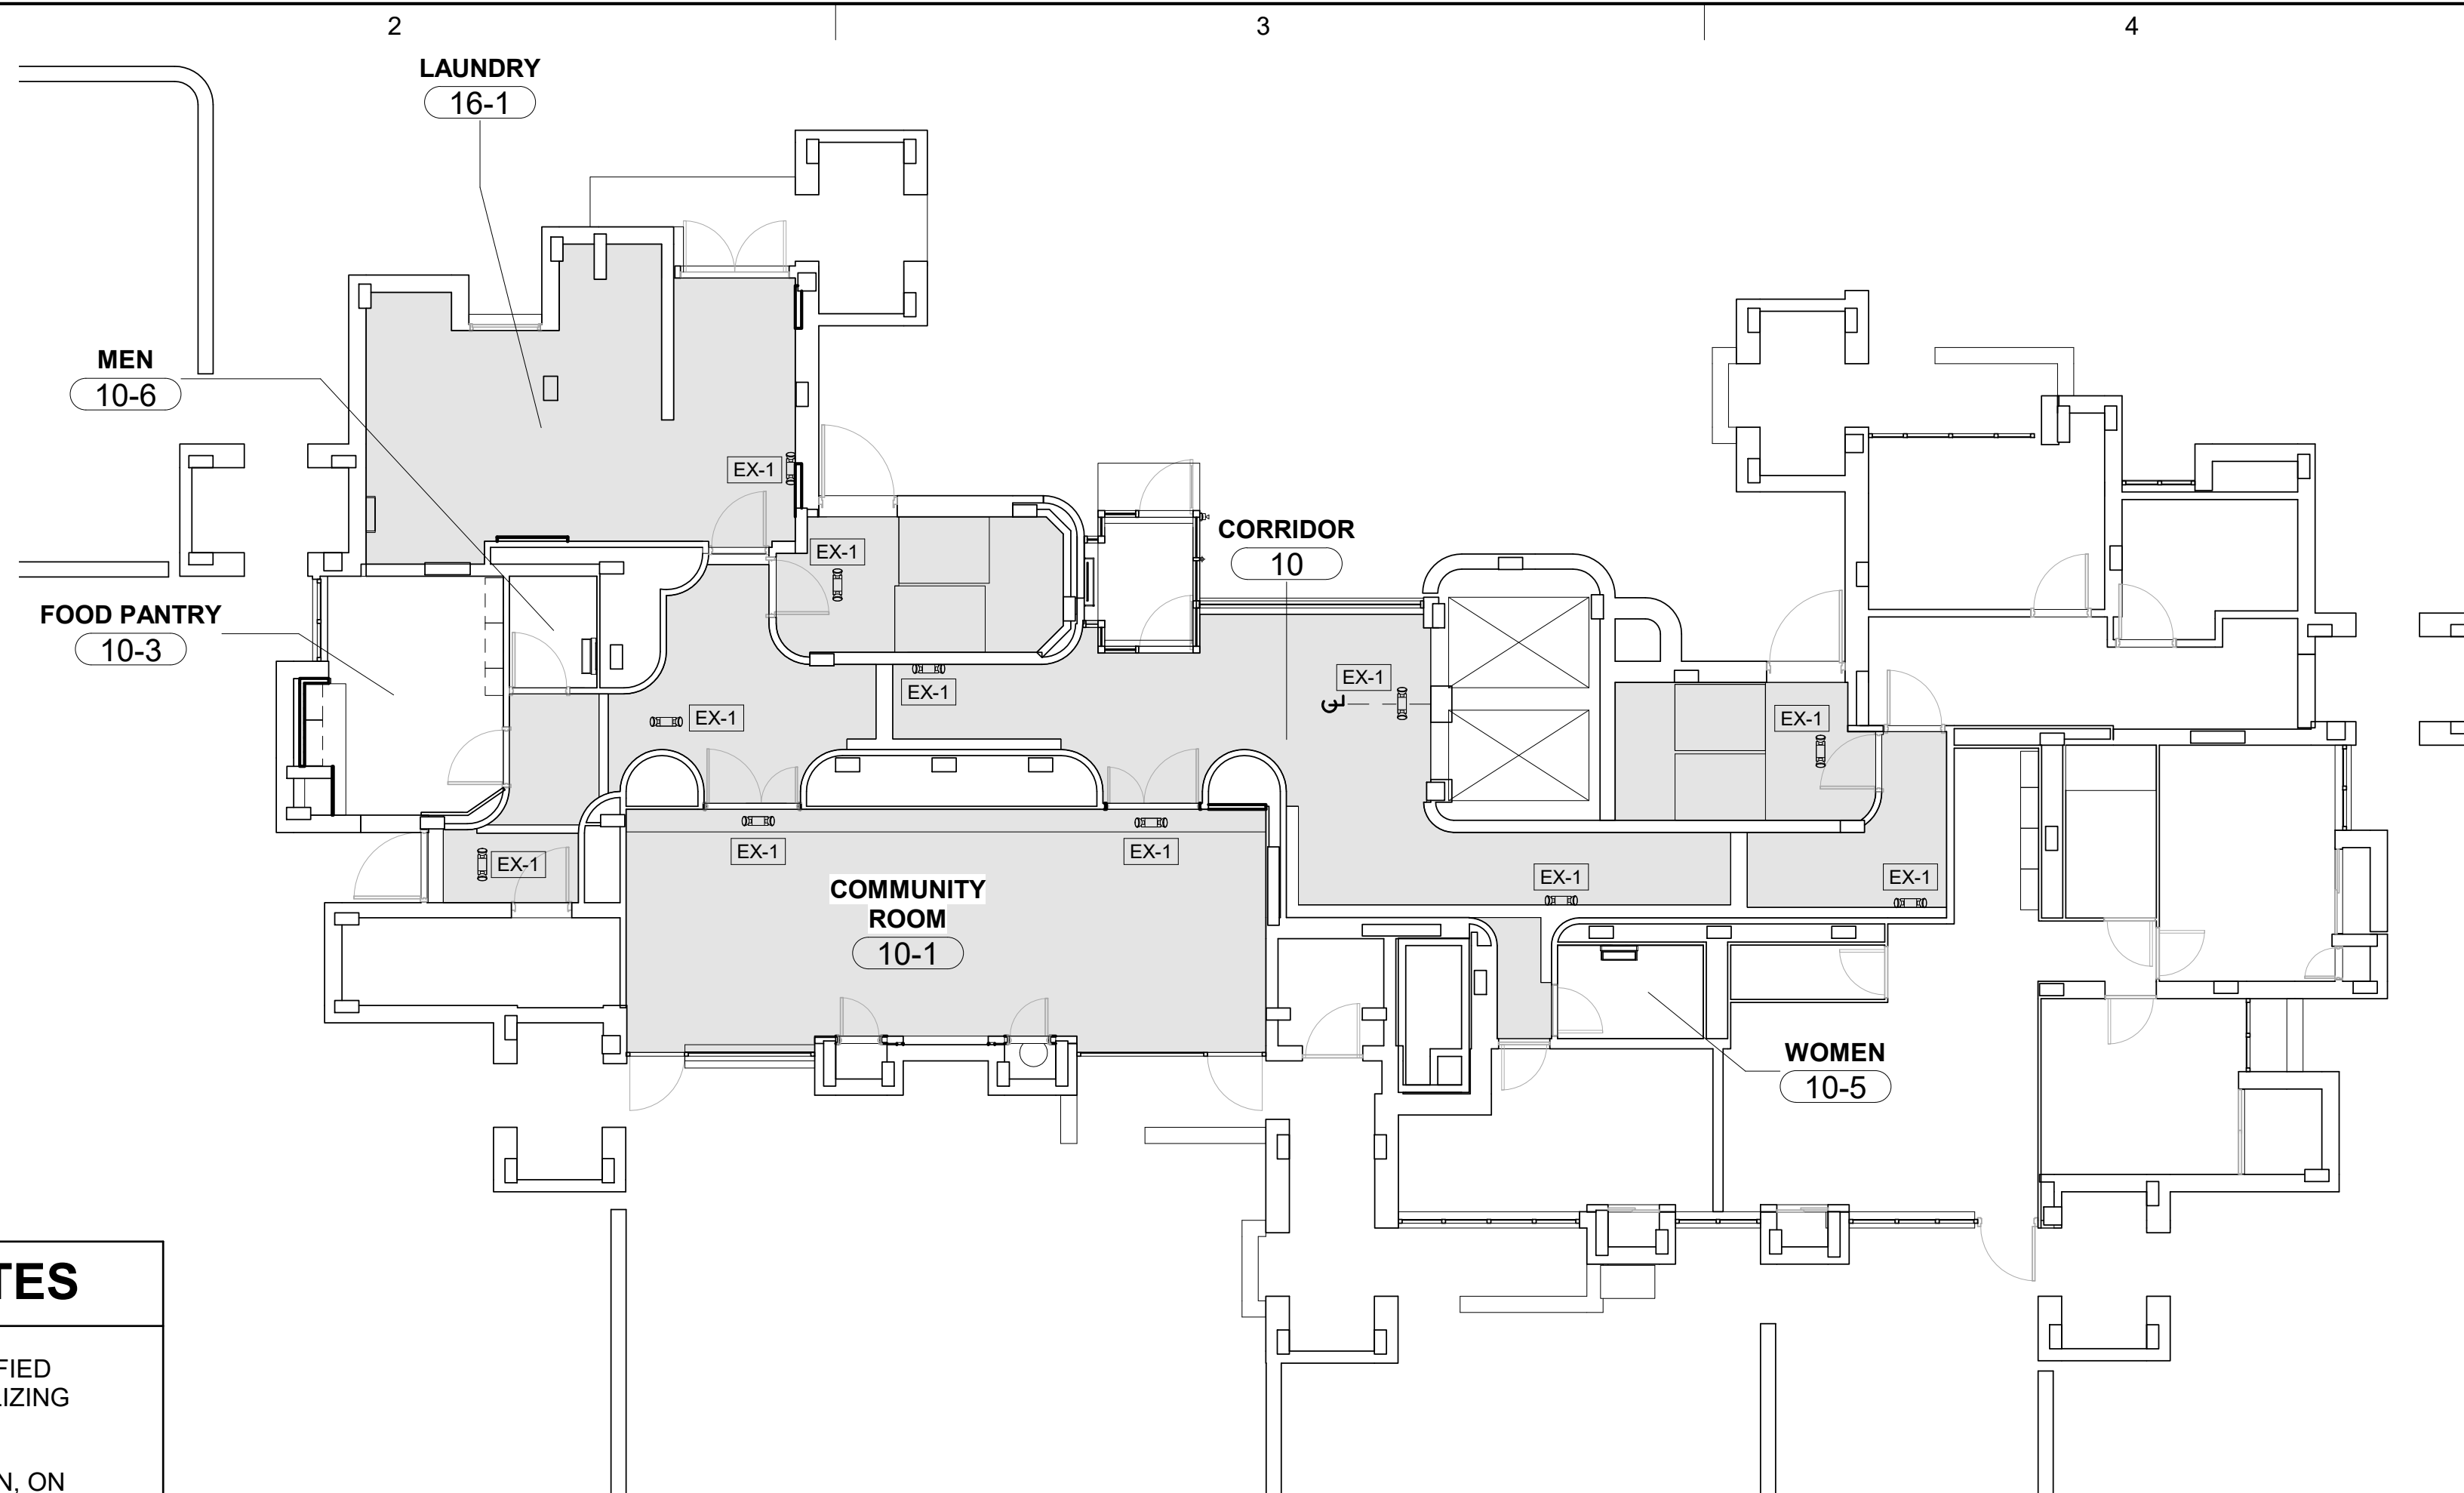 2
3
4
LAUNDRY
16-1
MEN
10-6
EX-1
CORRIDOR
10
EX-1
FOOD PANTRY
10-3
EX-1
EX-1
EX-1
EX-1
CL
EX-1
EX-1
EX-1
EX-1
EX-1
EX-1
COMMUNITY
ROOM
10-1
WOMEN
10-5
TES
FIED
LIZING
N, ON